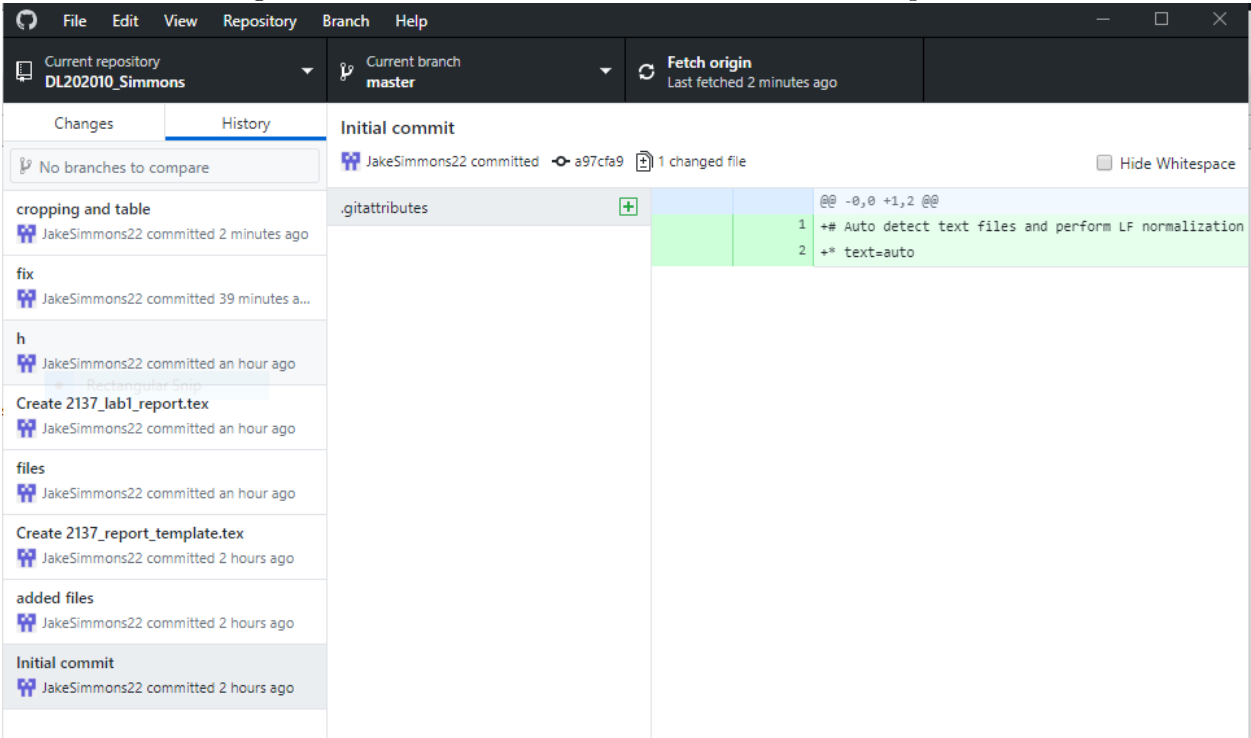 File Edit View Repository Branch Help
Current repository
DL202010_Simmons
Current branch
master
Fetch origin
Last fetched 2 minutes ago
Changes History
No branches to compare
cropping and table
JakeSimmons22 committed 2 minutes ago
fix
JakeSimmons22 committed 39 minutes a...
h
JakeSimmons22 committed an hour ago
Rectangular Snip
Create 2137_lab1_report.tex
JakeSimmons22 committed an hour ago
files
JakeSimmons22 committed an hour ago
Create 2137_report_template.tex
JakeSimmons22 committed 2 hours ago
added files
JakeSimmons22 committed 2 hours ago
Initial commit
JakeSimmons22 committed 2 hours ago
Initial commit
JakeSimmons22 committed a97cfa9 1 changed file
Hide Whitespace
.gitattributes
@@ -0,0 +1,2 @@
1 +# Auto detect text files and perform LF normalization
2 +* text=auto